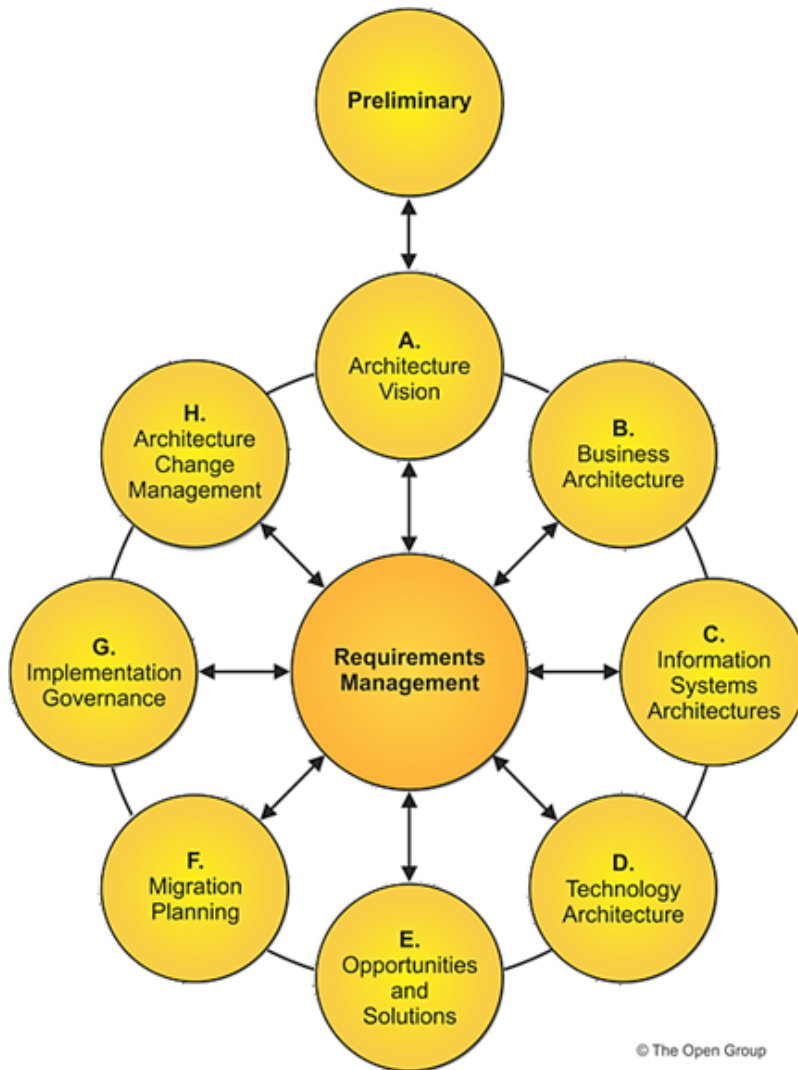 Preliminary
A.
Architecture
Vision
B.
Business
Architecture
C.
Information
Systems
Architectures
D.
Technology
Architecture
E.
Opportunities
and
Solutions
F.
Migration
Planning
G.
Implementation
Governance
H.
Architecture
Change
Management
Requirements
Management
© The Open Group